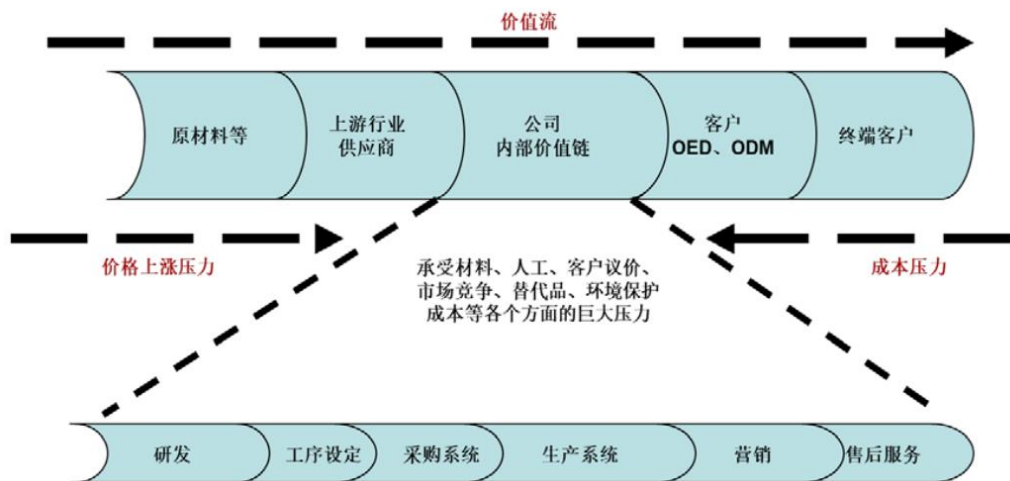 价值流
原材料等
上游行业
供应商
公司
内部价值链
客户
OED、ODM
终端客户
价格上涨压力
成本压力
承受材料、人工、客户议价、
市场竞争、替代品、环境保护
成本等各个方面的巨大压力
研发
工序设定
采购系统
生产系统
营销
售后服务